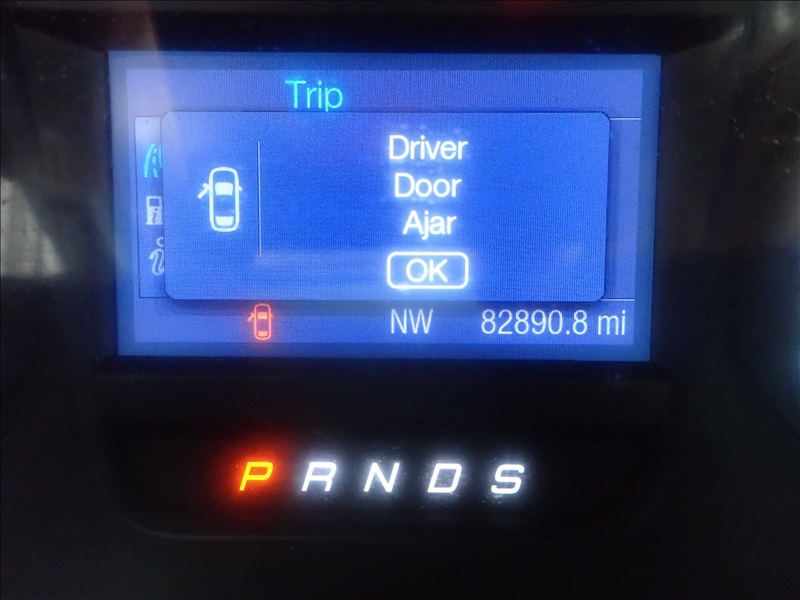 Trip
Driver
Door
Ajar
OK
NW 82890.8 mi
P R N D S